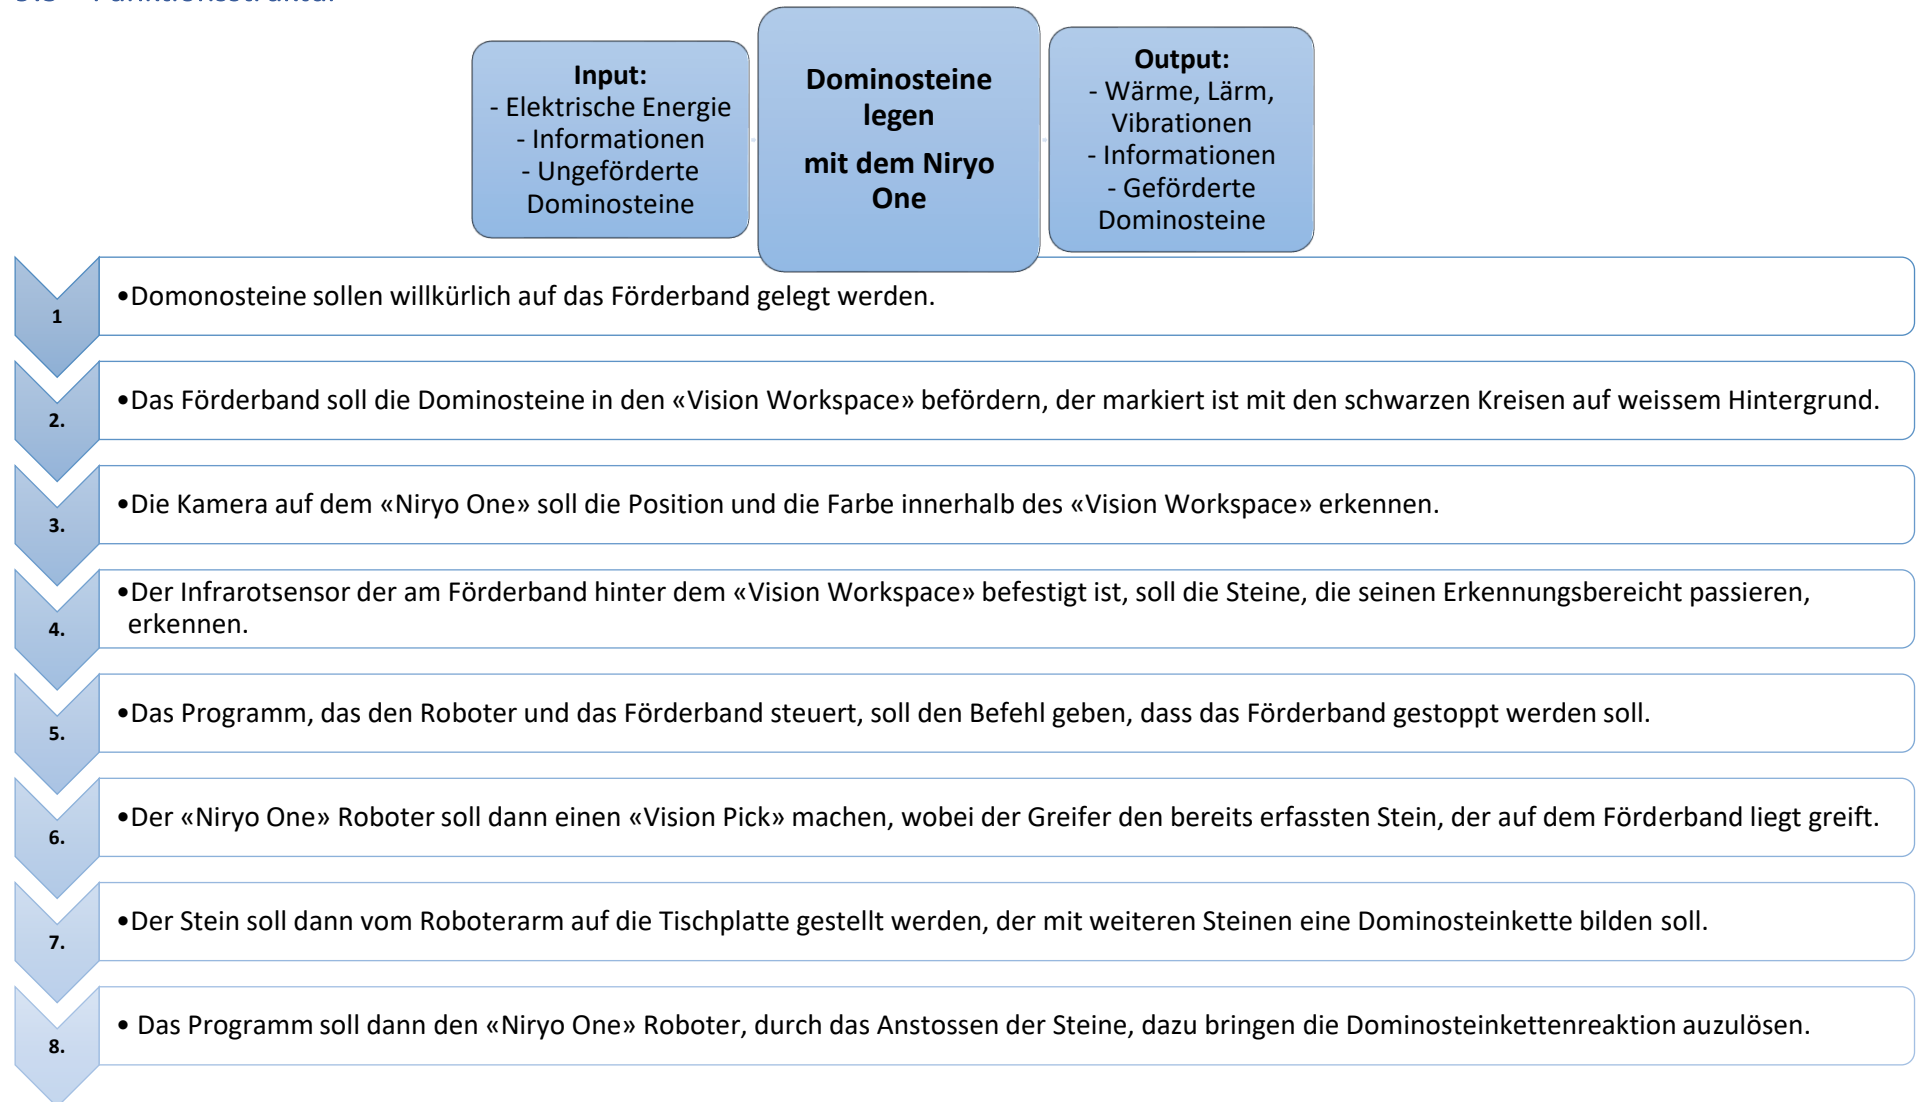 Input:
- Elektrische Energie
- Informationen
- Ungeförderte
Dominosteine
Dominosteine
legen
mit dem Niryo
One
Output:
- Wärme, Lärm,
Vibrationen
- Informationen
- Geförderte
Dominosteine
1
•Domonosteine sollen willkürlich auf das Förderband gelegt werden.
2.
•Das Förderband soll die Dominosteine in den «Vision Workspace» befördern, der markiert ist mit den schwarzen Kreisen auf weissem Hintergrund.
3.
•Die Kamera auf dem «Niryo One» soll die Position und die Farbe innerhalb des «Vision Workspace» erkennen.
4.
•Der Infrarotsensor der am Förderband hinter dem «Vision Workspace» befestigt ist, soll die Steine, die seinen Erkennungsbereicht passieren,
erkennen.
5.
•Das Programm, das den Roboter und das Förderband steuert, soll den Befehl geben, dass das Förderband gestoppt werden soll.
6.
•Der «Niryo One» Roboter soll dann einen «Vision Pick» machen, wobei der Greifer den bereits erfassten Stein, der auf dem Förderband liegt greift.
7.
•Der Stein soll dann vom Roboterarm auf die Tischplatte gestellt werden, der mit weiteren Steinen eine Dominosteinkette bilden soll.
8.
• Das Programm soll dann den «Niryo One» Roboter, durch das Anstossen der Steine, dazu bringen die Dominosteinkettenreaktion auzulösen.